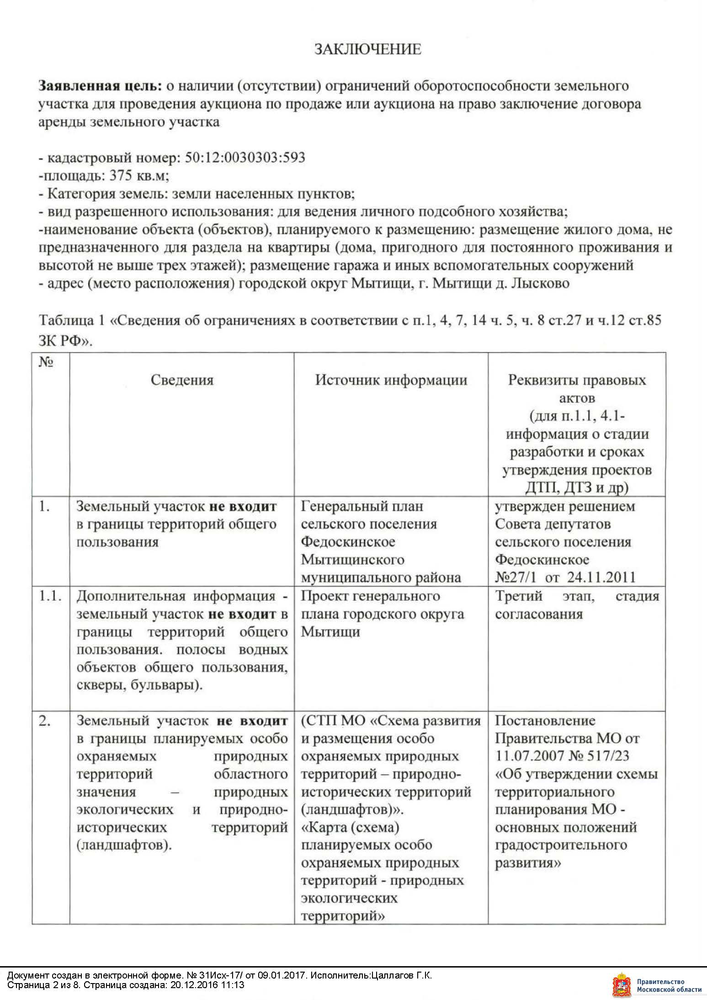 ЗАКЛЮЧЕНИЕ
Заявленная цель: о наличии (отсутствии) ограничений оборотоспособности земельного
участка для проведения аукциона по продаже или аукциона на право заключение договора
аренды земельного участка
- кадастровый номер: 50:12:0030303:593
-площадь: 375 кв.м;
- Категория земель: земли населенных пунктов;
- вид разрешенного использования: для ведения личного подсобного хозяйства;
-наименование объекта (объектов), планируемого к размещению: размещение жилого дома, не
предназначенного для раздела на квартиры (дома, пригодного для постоянного проживания и
высотой не выше трех этажей); размещение гаража и иных вспомогательных сооружений
- адрес (место расположения) городской округ Мытищи, г. Мытищи д. Лысково
Таблица 1 «Сведения об ограничениях в соответствии с п.1, 4, 7, 14 ч. 5, ч. 8 ст.27 и ч.12 ст.85
ЗК РФ».
№
Сведения
Источник информации
Реквизиты правовых
актов
(для п.1.1, 4.1-
информация о стадии
разработки и сроках
утверждения проектов
ДТП, ДТЗ и др)
1.
Земельный участок не входит
в границы территорий общего
пользования
Генеральный план
сельского поселения
Федоскинское
Мытищинского
муниципального района
утвержден решением
Совета депутатов
сельского поселения
Федоскинское
№27/1 от 24.11.2011
1.1.
Дополнительная информация -
земельный участок не входит в
границы территорий общего
пользования. полосы водных
объектов общего пользования,
скверы, бульвары).
Проект генерального
плана городского округа
Мытищи
Третий этап, стадия
согласования
2.
Земельный участок не входит
в границы планируемых особо
охраняемых природных
территорий областного
значения – природных
экологических и природно-
исторических территорий
(ландшафтов).
(СТП МО «Схема развития
и размещения особо
охраняемых природных
территорий – природно-
исторических территорий
(ландшафтов)».
«Карта (схема)
планируемых особо
охраняемых природных
территорий - природных
экологических
территорий»
Постановление
Правительства МО от
11.07.2007 № 517/23
«Об утверждении схемы
территориального
планирования МО -
основных положений
градостроительного
развития»
Документ создан в электронной форме. № 31Исх-17/ от 09.01.2017. Исполнитель:Цаллагов Г.К.
Страница 2 из 8. Страница создана: 20.12.2016 11:13
Правительство
Московской области